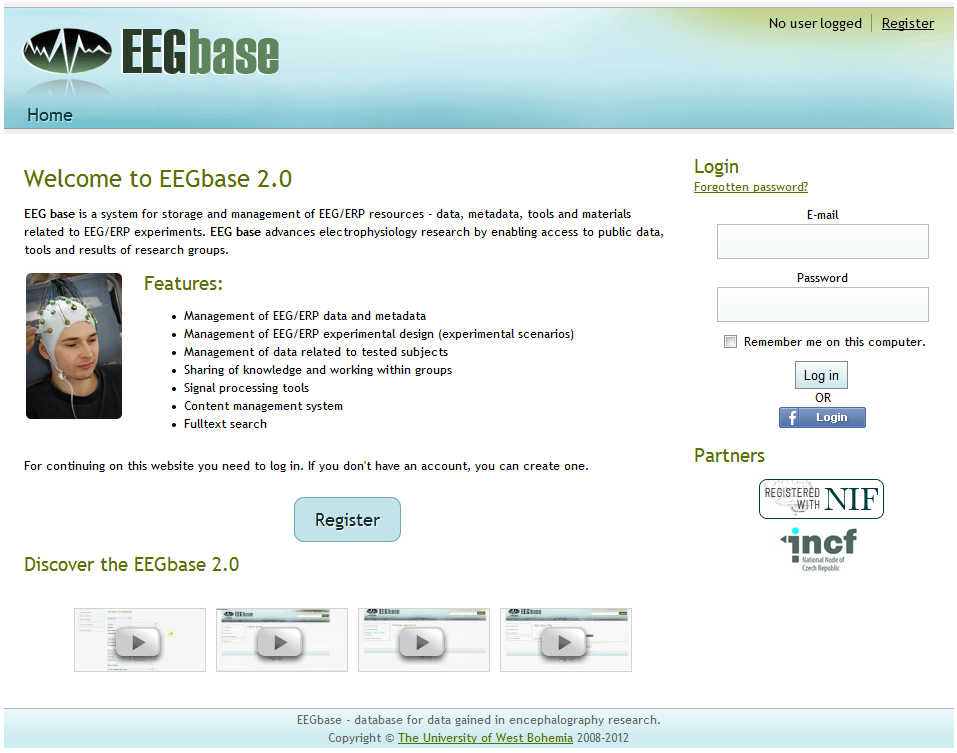 No user logged
Register
EEGbase
Home
Welcome to EEGbase 2.0
EEG base is a system for storage and management of EEG/ERP resources - data, metadata, tools and materials
related to EEG/ERP experiments. EEG base advances electrophysiology research by enabling access to public data,
tools and results of research groups.
Features:
• Management of EEG/ERP data and metadata
• Management of EEG/ERP experimental design (experimental scenarios)
• Management of data related to tested subjects
• Sharing of knowledge and working within groups
• Signal processing tools
• Content management system
• Fulltext search
For continuing on this website you need to log in. If you don't have an account, you can create one.
Register
Discover the EEGbase 2.0
Login
Forgotten password?
E-mail
Password
Remember me on this computer.
Log in
OR
f Login
Partners
REGISTERED
WITH NIF
incf
National Node of
Czech Republic
EEGbase - database for data gained in encephalography research.
Copyright © The University of West Bohemia 2008-2012